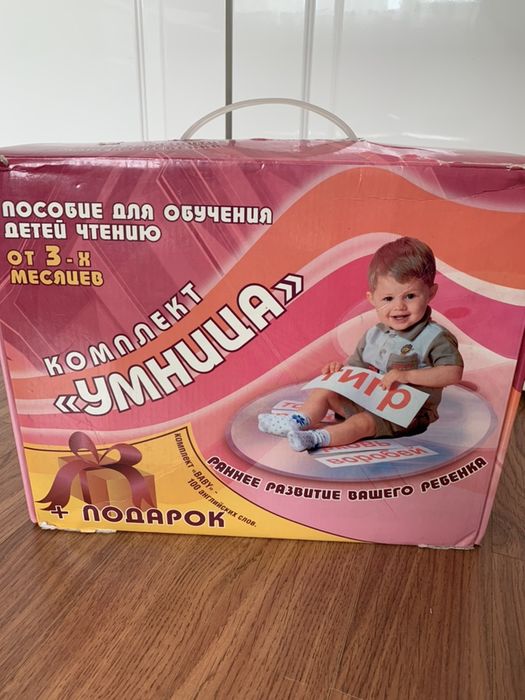 ПОСОБИЕ ДЛЯ ОБУЧЕНИЯ
ДЕТЕЙ ЧТЕНИЮ
ОТ 3-Х
МЕСЯЦЕВ
КОМПЛЕКТ
«УМНИЦА»
тигр
воробей
РАННЕЕ РАЗВИТИЕ ВАШЕГО РЕБЕНКА
Комплект «BABY» -
100 английских слов.
+ ПОДАРОК